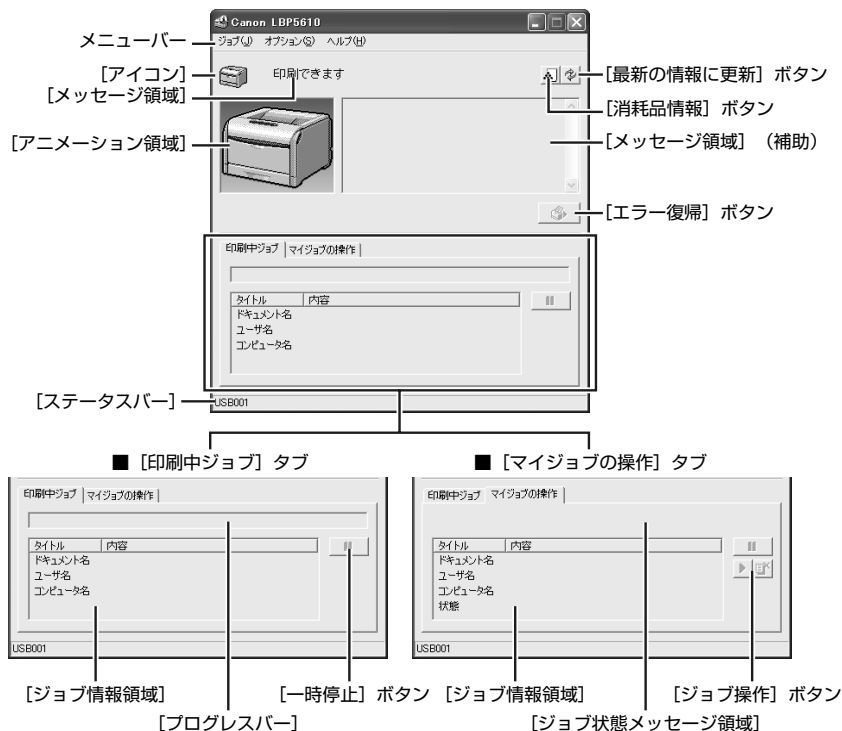 Canon LBP5610
メニューバー
ジョブ(J) オプション(S) ヘルプ(H)
[アイコン]
印刷できます
[最新の情報に更新] ボタン
[メッセージ領域]
[消耗品情報] ボタン
[アニメーション領域]
[メッセージ領域] (補助)
[エラー復帰] ボタン
印刷中ジョブ マイジョブの操作
タイトル 内容
ドキュメント名
ユーザ名
コンピュータ名
[ステータスバー]
USB001
■ [印刷中ジョブ] タブ
■ [マイジョブの操作] タブ
印刷中ジョブ マイジョブの操作
タイトル 内容
ドキュメント名
ユーザ名
コンピュータ名
USB001
印刷中ジョブ マイジョブの操作
タイトル 内容
ドキュメント名
ユーザ名
コンピュータ名
状態
USB001
[ジョブ情報領域]
[一時停止] ボタン
[ジョブ情報領域]
[ジョブ操作] ボタン
[プログレスバー]
[ジョブ状態メッセージ領域]